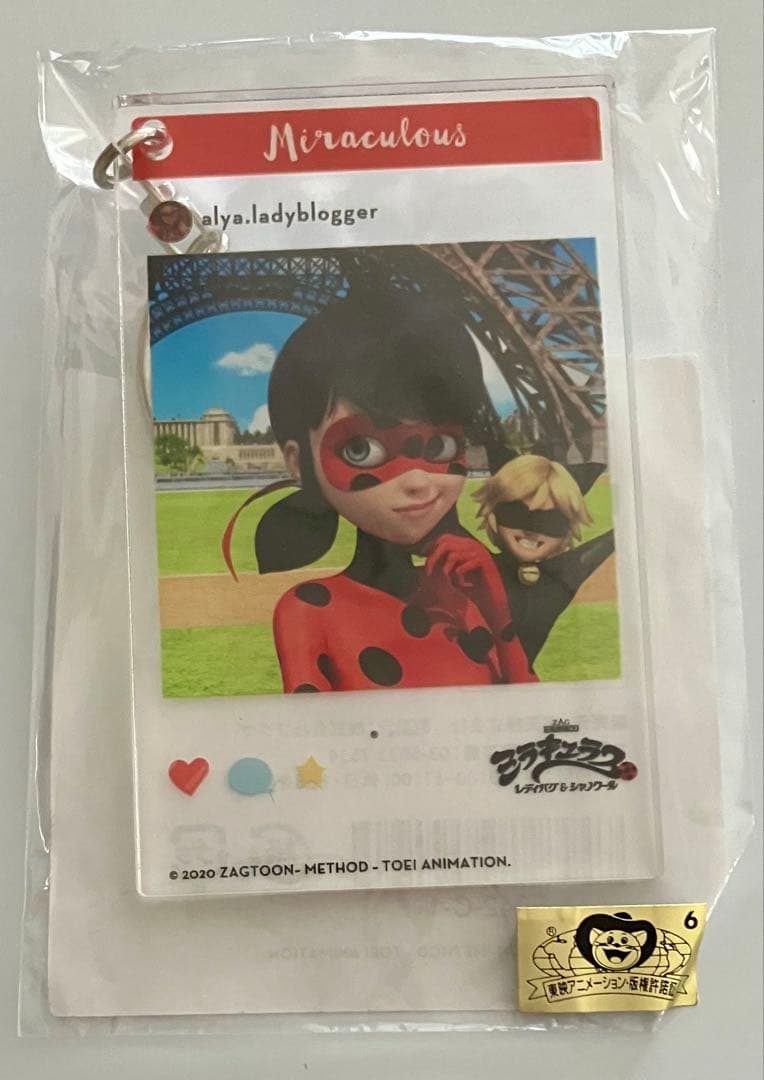 Miraculous
alya.ladyblogger
ZAG
ミラキュラス
レディバグ&シャノワール
© 2020 ZAGTOON- METHOD - TOEI ANIMATION.
6
®
東映アニメーション・版権許諾証